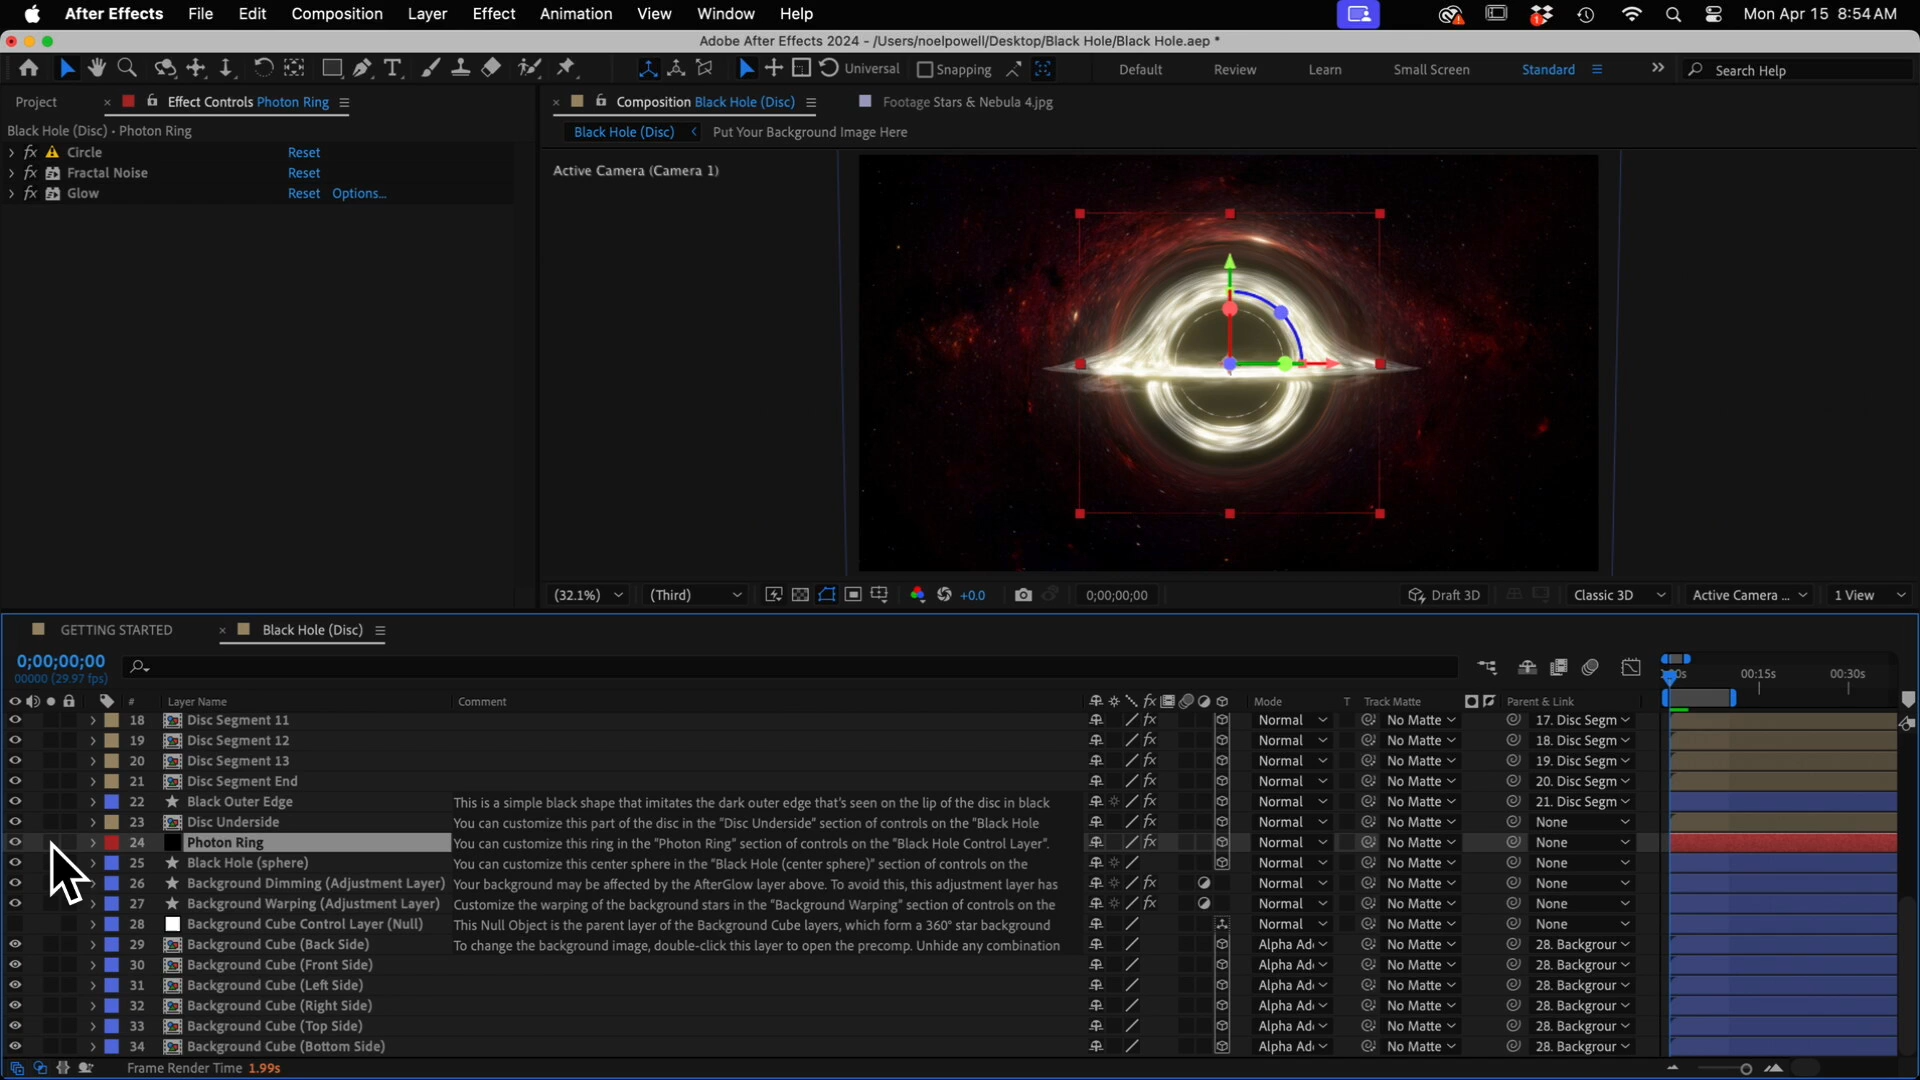 After Effects File Edit Composition Layer Effect Animation View Window Help Mon Apr 15 8:54 AM
Adobe After Effects 2024 - /Users/noelpowell/Desktop/Black Hole/Black Hole.aep *
Universal Snapping Default Review Learn Small Screen Standard Search Help
Project Effect Controls Photon Ring Composition Black Hole (Disc) Footage Stars & Nebula 4.jpg
Black Hole (Disc) • Photon Ring Black Hole (Disc) Put Your Background Image Here
fx Circle Reset
fx Fractal Noise Reset
fx Glow Reset Options...
Active Camera (Camera 1)
(32.1%) (Third) +0.0 0;00;00;00 Draft 3D Classic 3D Active Camera ... 1 View
GETTING STARTED Black Hole (Disc)
0;00;00;00
00000 (29.97 fps)
00:15s 00:30s
# Layer Name Comment Mode T Track Matte Parent & Link
18 Disc Segment 11 Normal No Matte 17. Disc Segm
19 Disc Segment 12 Normal No Matte 18. Disc Segm
20 Disc Segment 13 Normal No Matte 19. Disc Segm
21 Disc Segment End Normal No Matte 20. Disc Segm
22 Black Outer Edge This is a simple black shape that imitates the dark outer edge that's seen on the lip of the disc in black Normal No Matte 21. Disc Segm
23 Disc Underside You can customize this part of the disc in the "Disc Underside" section of controls on the "Black Hole Normal No Matte None
24 Photon Ring You can customize this ring in the "Photon Ring" section of controls on the "Black Hole Control Layer". Normal No Matte None
25 Black Hole (sphere) You can customize this center sphere in the "Black Hole (center sphere)" section of controls on the Normal No Matte None
26 Background Dimming (Adjustment Layer) Your background may be affected by the AfterGlow layer above. To avoid this, this adjustment layer has Normal No Matte None
27 Background Warping (Adjustment Layer) Customize the warping of the background stars in the "Background Warping" section of controls on the Normal No Matte None
28 Background Cube Control Layer (Null) This Null Object is the parent layer of the Background Cube layers, which form a 360° star background Normal No Matte None
29 Background Cube (Back Side) To change the background image, double-click this layer to open the precomp. Unhide any combination Alpha Ad No Matte 28. Backgrour
30 Background Cube (Front Side) Alpha Ad No Matte 28. Backgrour
31 Background Cube (Left Side) Alpha Ad No Matte 28. Backgrour
32 Background Cube (Right Side) Alpha Ad No Matte 28. Backgrour
33 Background Cube (Top Side) Alpha Ad No Matte 28. Backgrour
34 Background Cube (Bottom Side) Alpha Ad No Matte 28. Backgrour
Frame Render Time 1.99s